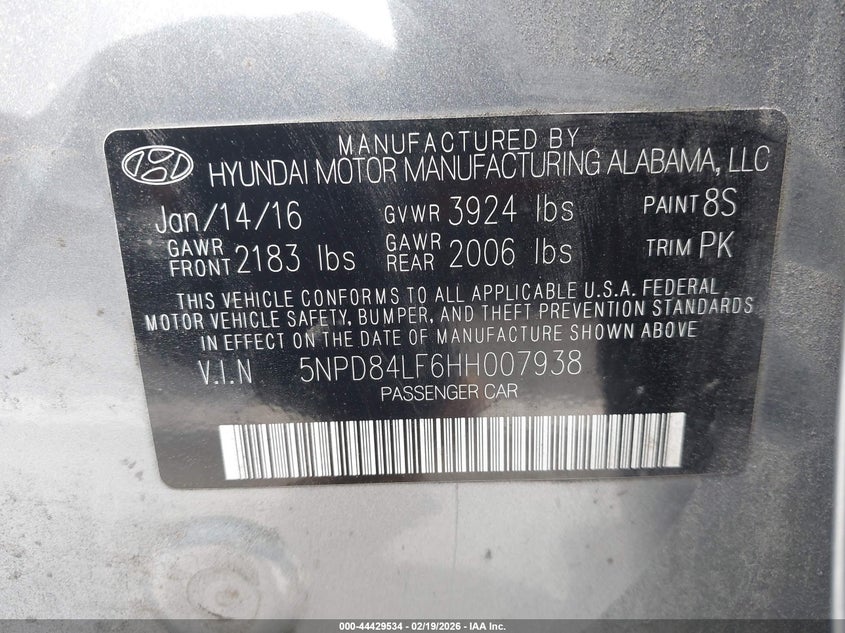 MANUFACTURED BY
HYUNDAI MOTOR MANUFACTURING ALABAMA, LLC
Jan/14/16 GVWR 3924 lbs PAINT 8S
GAWR FRONT 2183 lbs GAWR REAR 2006 lbs TRIM PK
THIS VEHICLE CONFORMS TO ALL APPLICABLE U.S.A. FEDERAL
MOTOR VEHICLE SAFETY, BUMPER, AND THEFT PREVENTION STANDARDS
IN EFFECT ON THE DATE OF MANUFACTURE SHOWN ABOVE
V.I.N 5NPD84LF6HH007938
PASSENGER CAR
000-44429534 - 02/19/2026 - IAA Inc.